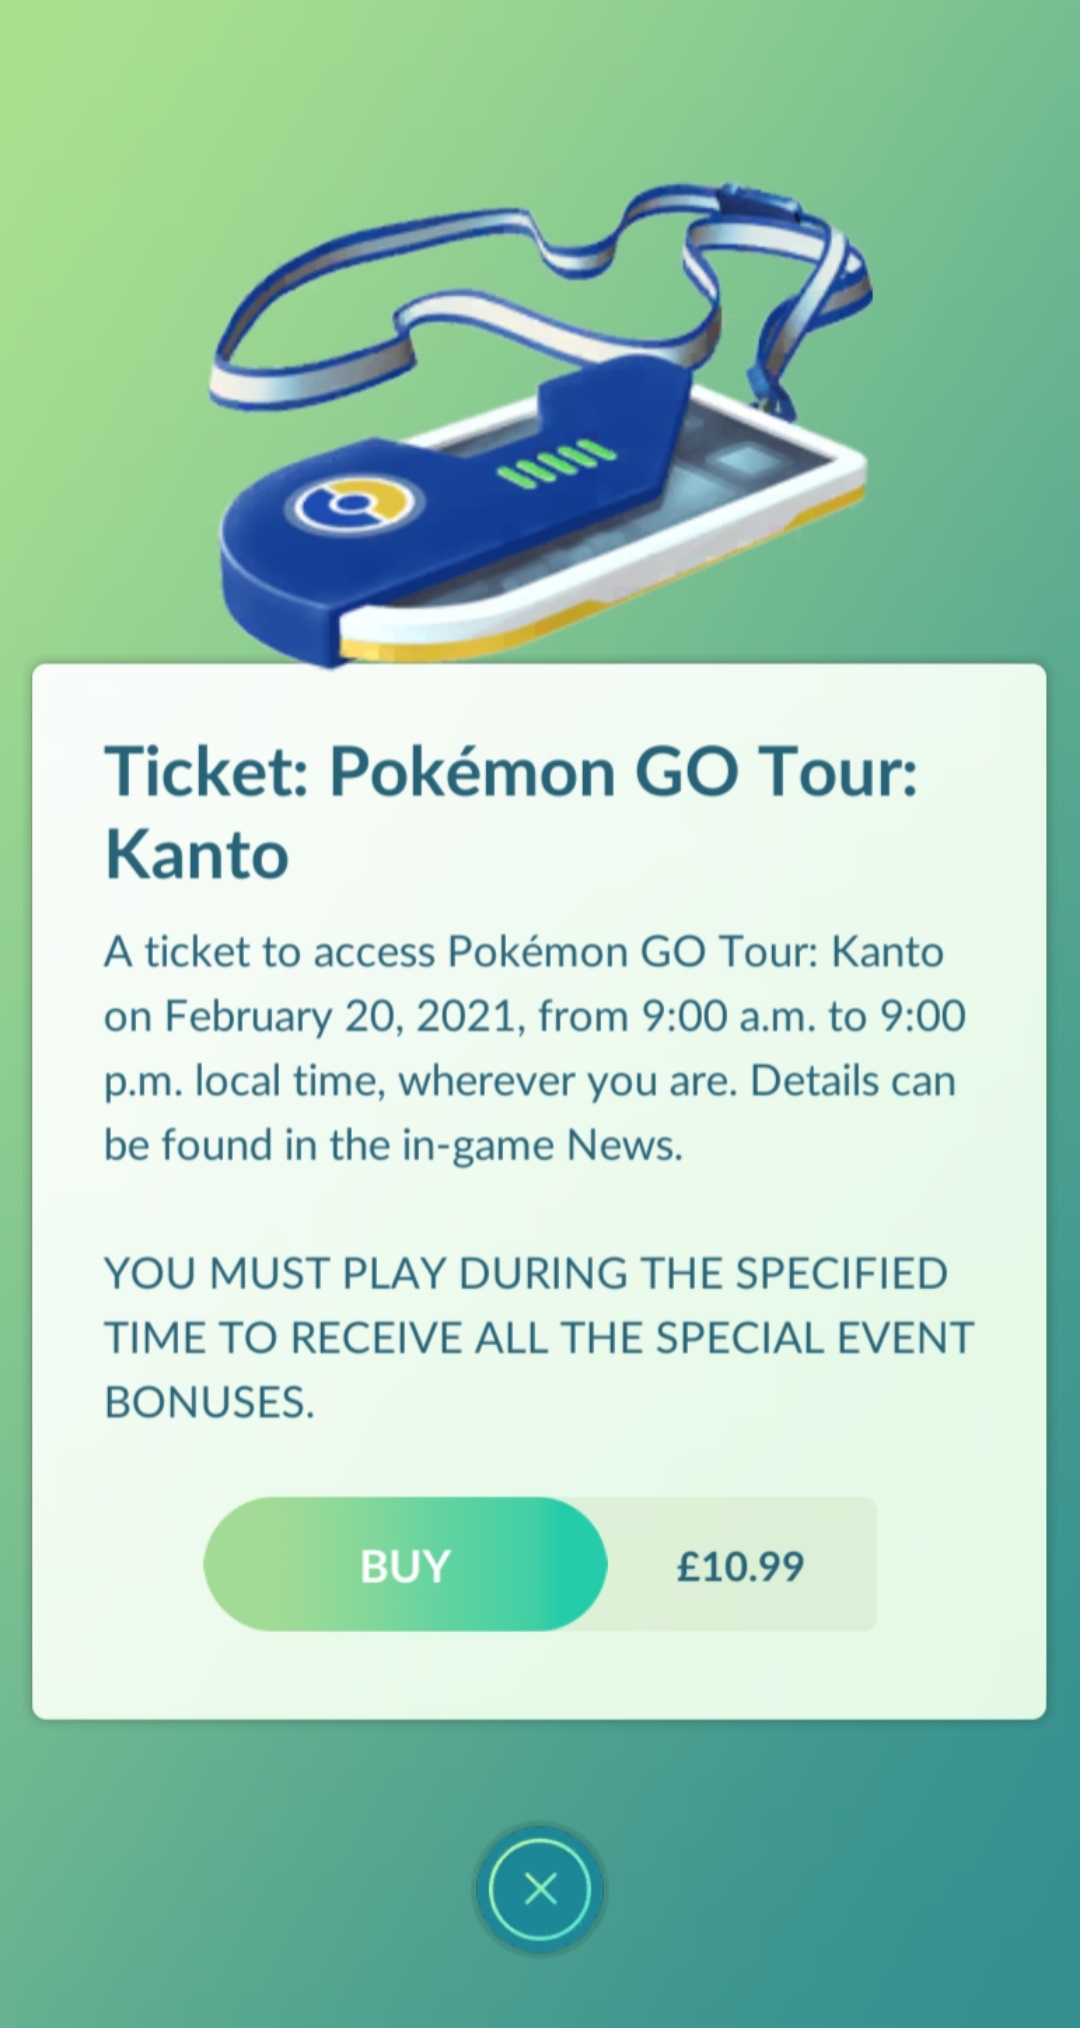 Ticket: Pokémon GO Tour:
Kanto
A ticket to access Pokémon GO Tour: Kanto
on February 20, 2021, from 9:00 a.m. to 9:00
p.m. local time, wherever you are. Details can
be found in the in-game News.
YOU MUST PLAY DURING THE SPECIFIED
TIME TO RECEIVE ALL THE SPECIAL EVENT
BONUSES.
BUY £10.99